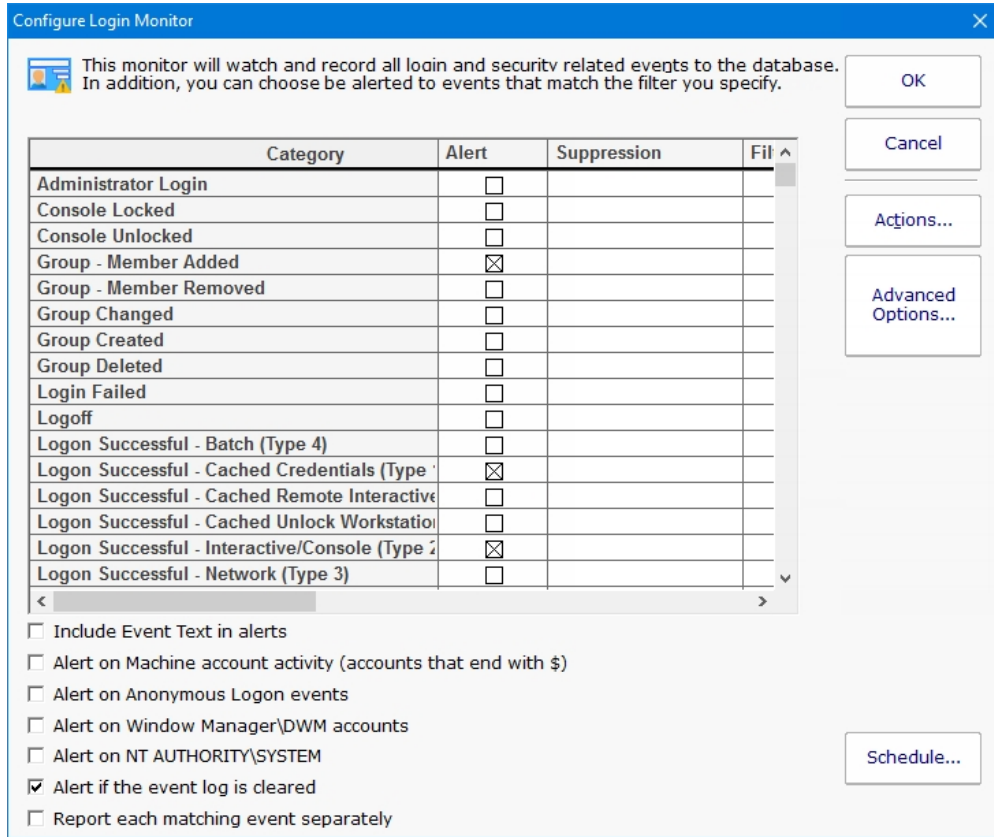 Configure Login Monitor
This monitor will watch and record all login and security related events to the database.
In addition, you can choose be alerted to events that match the filter you specify.
OK
Cancel
Actions...
Advanced
Options...
Category Alert Suppression
Administrator Login
Console Locked
Console Unlocked
Group - Member Added
Group - Member Removed
Group Changed
Group Created
Group Deleted
Login Failed
Logoff
Logon Successful - Batch (Type 4)
Logon Successful - Cached Credentials (Type
Logon Successful - Cached Remote Interactive
Logon Successful - Cached Unlock
Logon Successful - Interactive/Console (Type
Logon Successful - Network (Type 3)
Include Event Text in alerts
Alert on Machine account activity (accounts that end with $)
Alert on Anonymous Logon events
Alert on Window Manager\DWM accounts
Alert on NT AUTHORITY\SYSTEM
Alert if the event log is cleared
Report each matching event separately
Schedule...